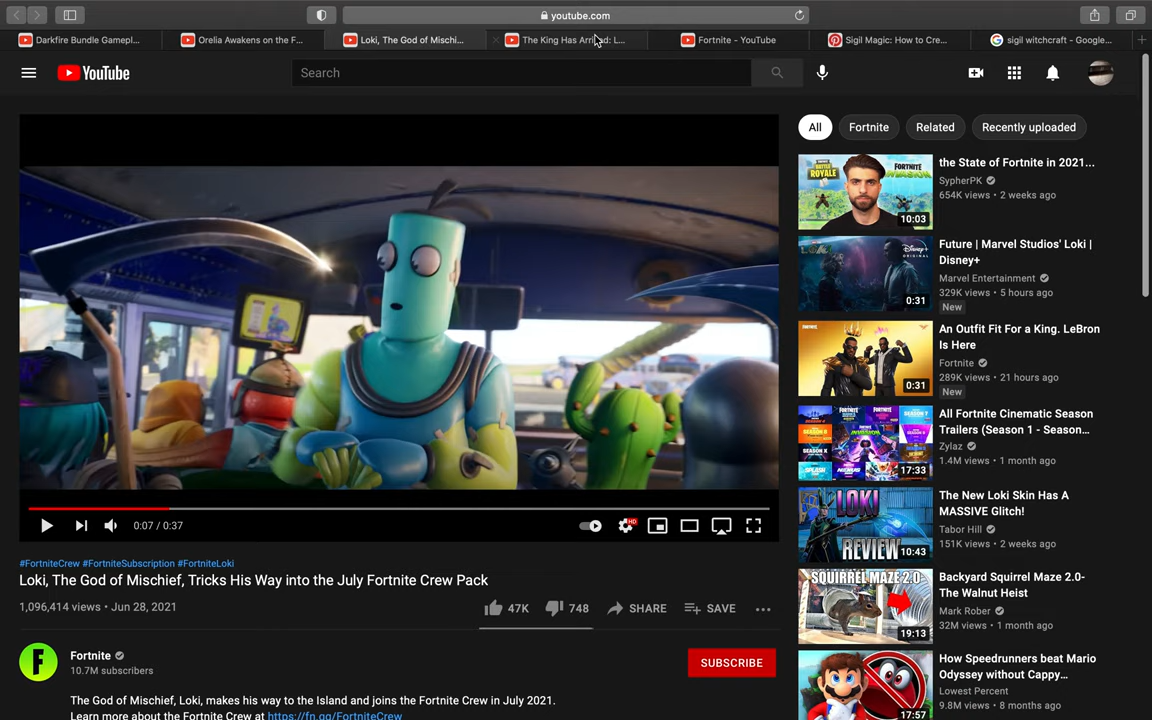 youtube.com
Darkfire Bundle Gamepl...
Orelia Awakens on the F...
Loki, The God of Mischi...
The King Has Arrived: L...
Fortnite - YouTube
Sigil Magic: How to Cre...
sigil witchcraft - Google...
YouTube
Search
All
Fortnite
Related
Recently uploaded
the State of Fortnite in 2021...
SypherPK
654K views • 2 weeks ago
10:03
Future | Marvel Studios' Loki |
Disney+
Marvel Entertainment
329K views • 5 hours ago
New
0:31
An Outfit Fit For a King. LeBron
Is Here
Fortnite
289K views • 21 hours ago
New
0:31
All Fortnite Cinematic Season
Trailers (Season 1 - Season...
Zylaz
1.4M views • 1 month ago
17:33
The New Loki Skin Has A
MASSIVE Glitch!
Tabor Hill
151K views • 2 weeks ago
LOKI
REVIEW
10:43
Backyard Squirrel Maze 2.0-
The Walnut Heist
Mark Rober
32M views • 1 month ago
SQUIRREL MAZE 2.0
19:13
How Speedrunners beat Mario
Odyssey without Cappy...
Lowest Percent
9.8M views • 8 months ago
17:57
0:07 / 0:37
HD
#FortniteCrew #FortniteSubscription #FortniteLoki
Loki, The God of Mischief, Tricks His Way into the July Fortnite Crew Pack
1,096,414 views • Jun 28, 2021
47K
748
SHARE
SAVE
Fortnite
10.7M subscribers
SUBSCRIBE
The God of Mischief, Loki, makes his way to the Island and joins the Fortnite Crew in July 2021.
Learn more about the Fortnite Crew at https://fn.gg/FortniteCrew